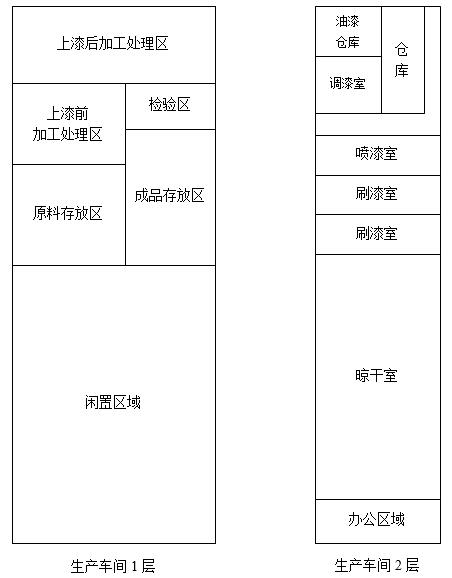 上漆后加工处理区
上漆前
加工处理区
检验区
原料存放区
成品存放区
闲置区域
生产车间1层
油漆
仓库
仓
库
调漆室
喷漆室
刷漆室
刷漆室
晾干室
办公区域
生产车间2层